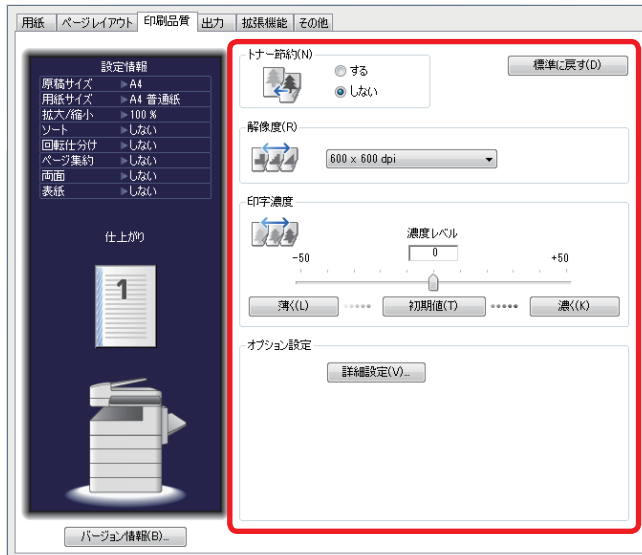 用紙 ページレイアウト 印刷品質 出力 拡張機能 その他
設定情報
原稿サイズ ▶A4
用紙サイズ ▶A4 普通紙
拡大/縮小 ▶100 %
ソート ▶しない
回転仕分け ▶しない
ページ集約 ▶しない
両面 ▶しない
表紙 ▶しない
仕上がり
1
バージョン情報(B)...
トナー節約(N)
する
しない
標準に戻す(D)
解像度(R)
600 x 600 dpi
印字濃度
濃度レベル
-50 0 +50
薄く(L) 初期値(T) 濃く(K)
オプション設定
詳細設定(V)...